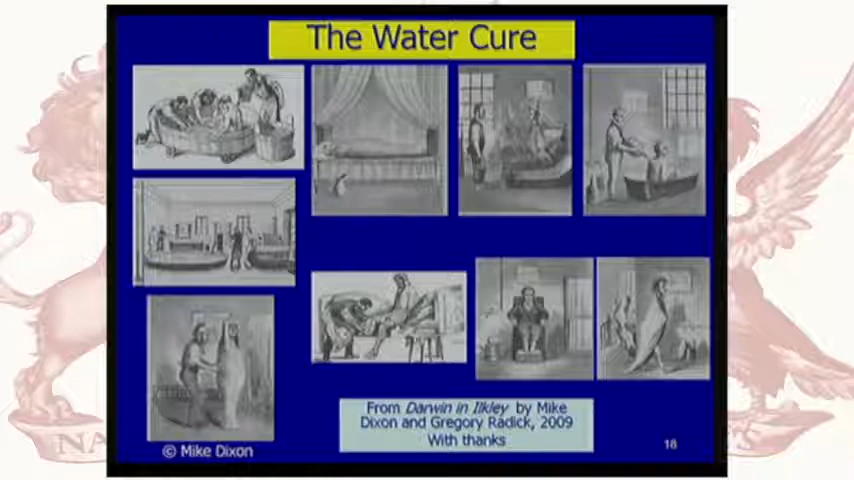 The Water Cure
From Darwin in Ilkley by Mike
Dixon and Gregory Radick, 2009
With thanks
© Mike Dixon
18
NA